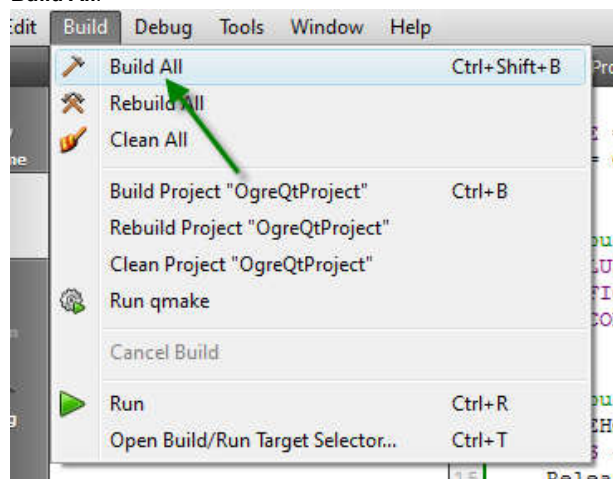 Build All
Edit Build Debug Tools Window Help
Build All Ctrl+Shift+B
Rebuild All
Clean All
Build Project "OgreQtProject" Ctrl+B
Rebuild Project "OgreQtProject"
Clean Project "OgreQtProject"
Run qmake
Cancel Build
Run Ctrl+R
Open Build/Run Target Selector... Ctrl+T
15